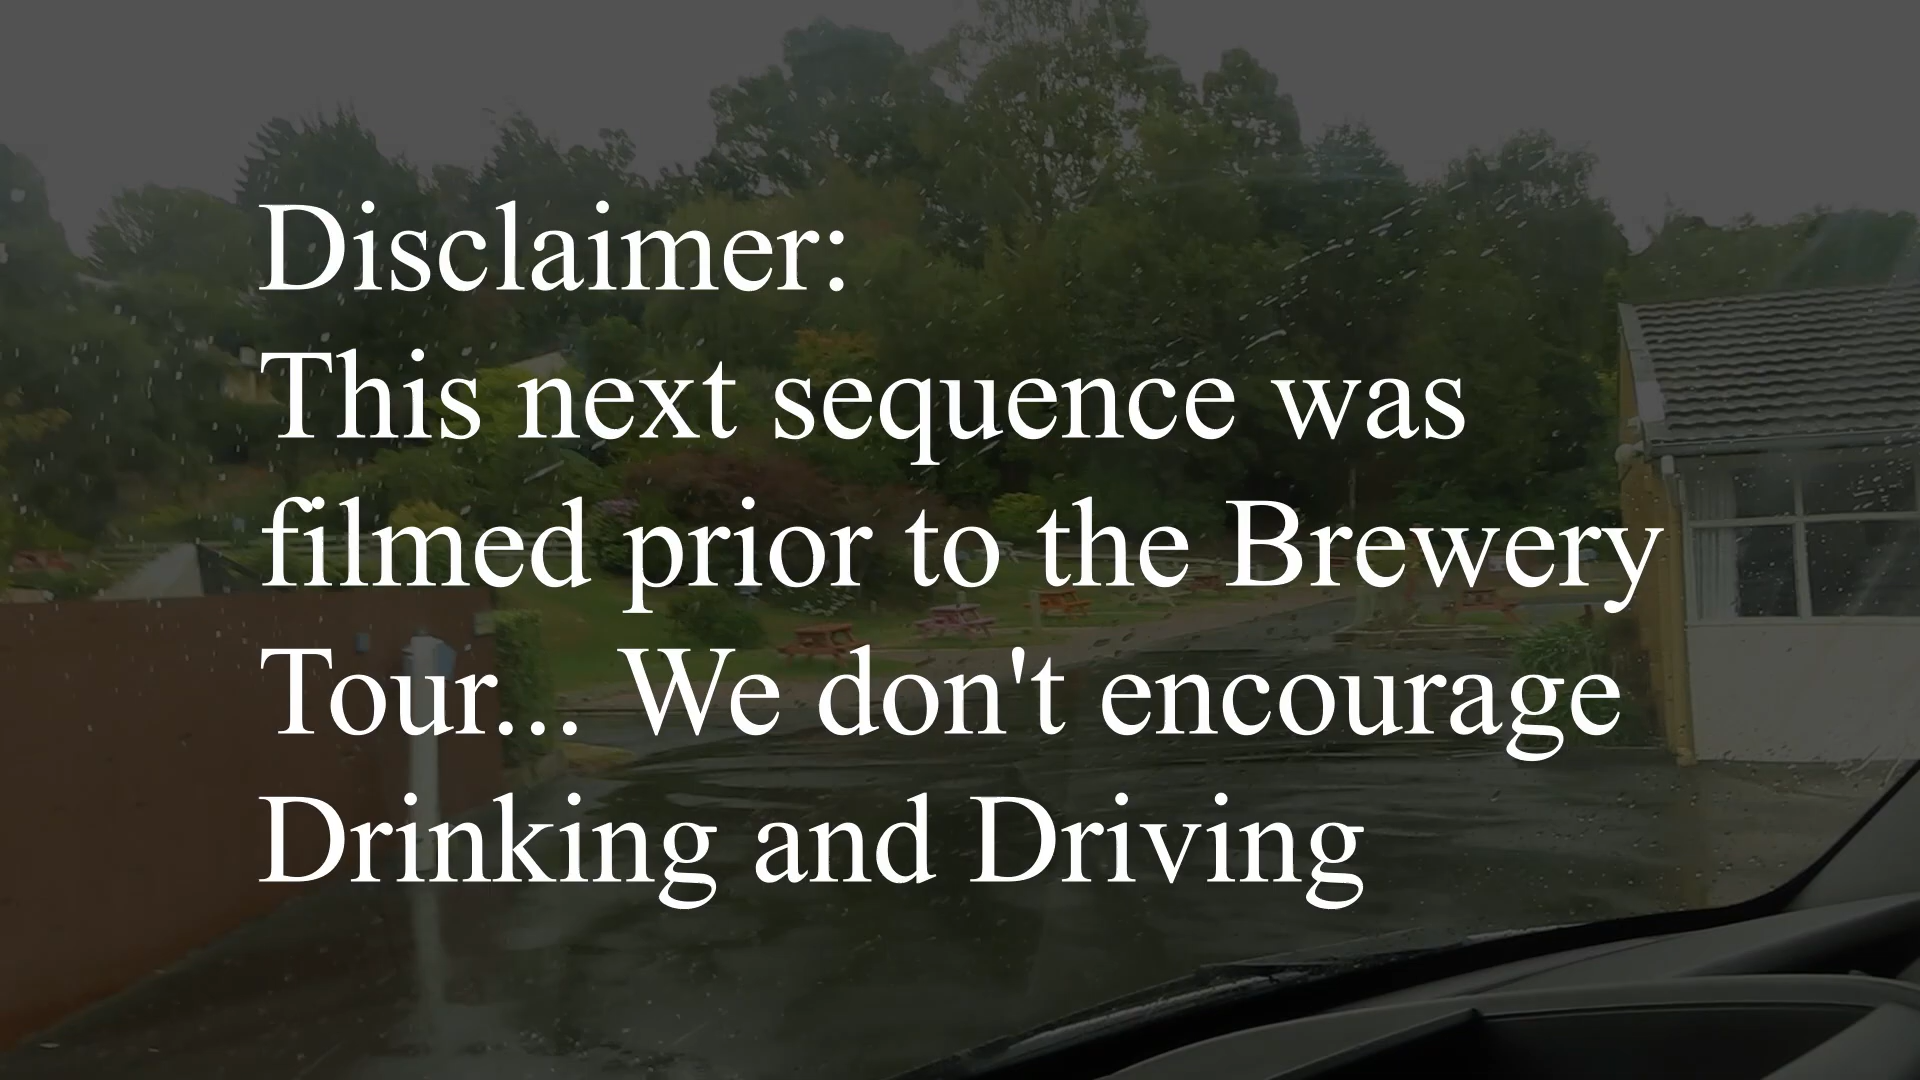 Disclaimer:
This next sequence was
filmed prior to the Brewery
Tour... We don't encourage
Drinking and Driving